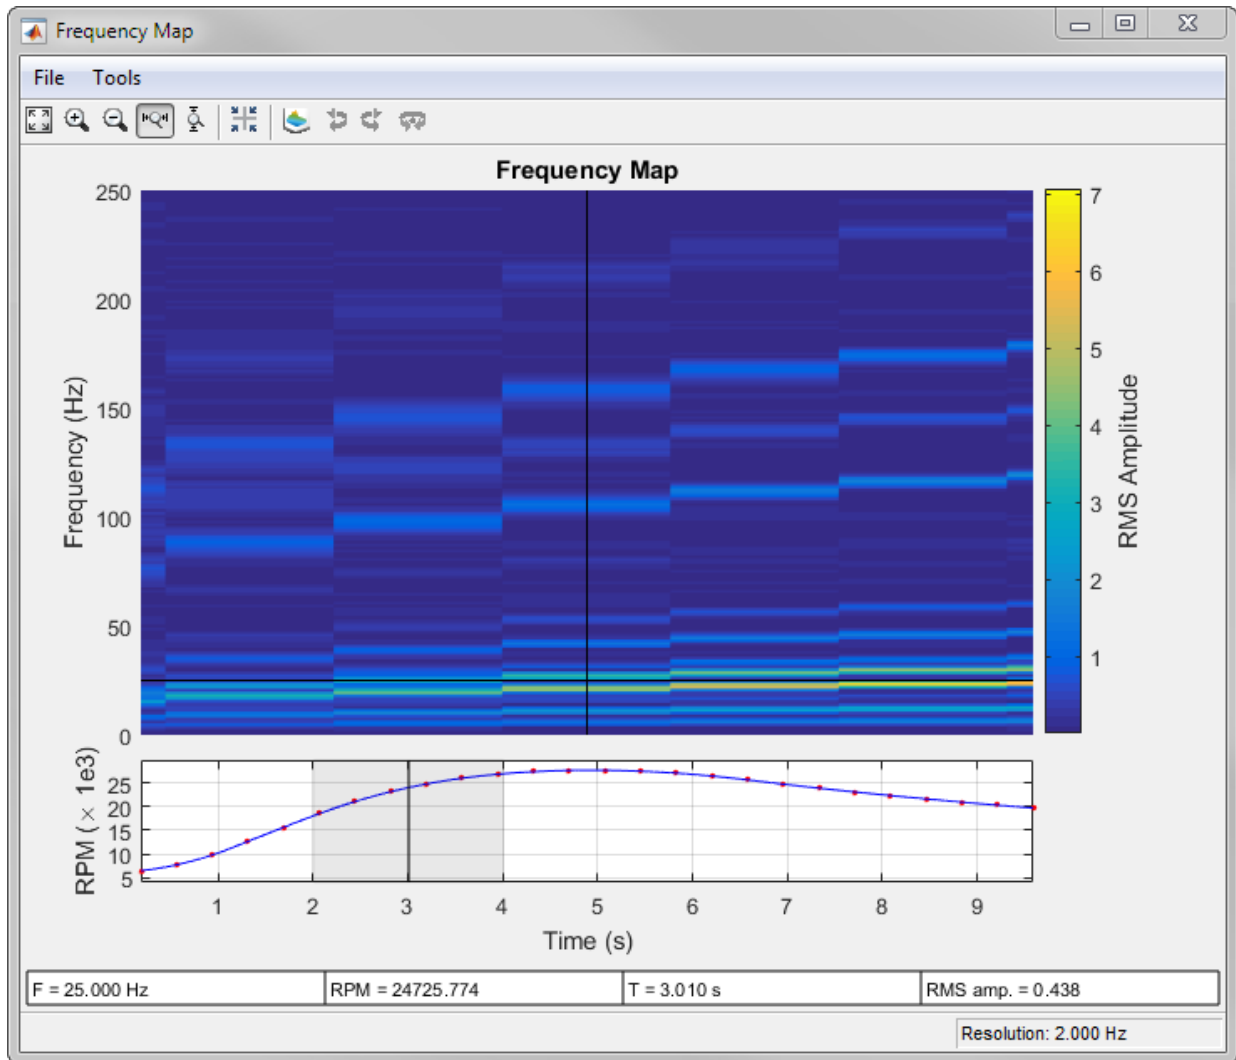 Frequency Map
File Tools
Frequency Map
250
200
150
100
50
0
Frequency (Hz)
7
6
5
4
3
2
1
RMS Amplitude
25
20
15
10
5
RPM ( × 1e3)
1 2 3 4 5 6 7 8 9
Time (s)
F = 25.000 Hz RPM = 24725.774 T = 3.010 s RMS amp. = 0.438
Resolution: 2.000 Hz